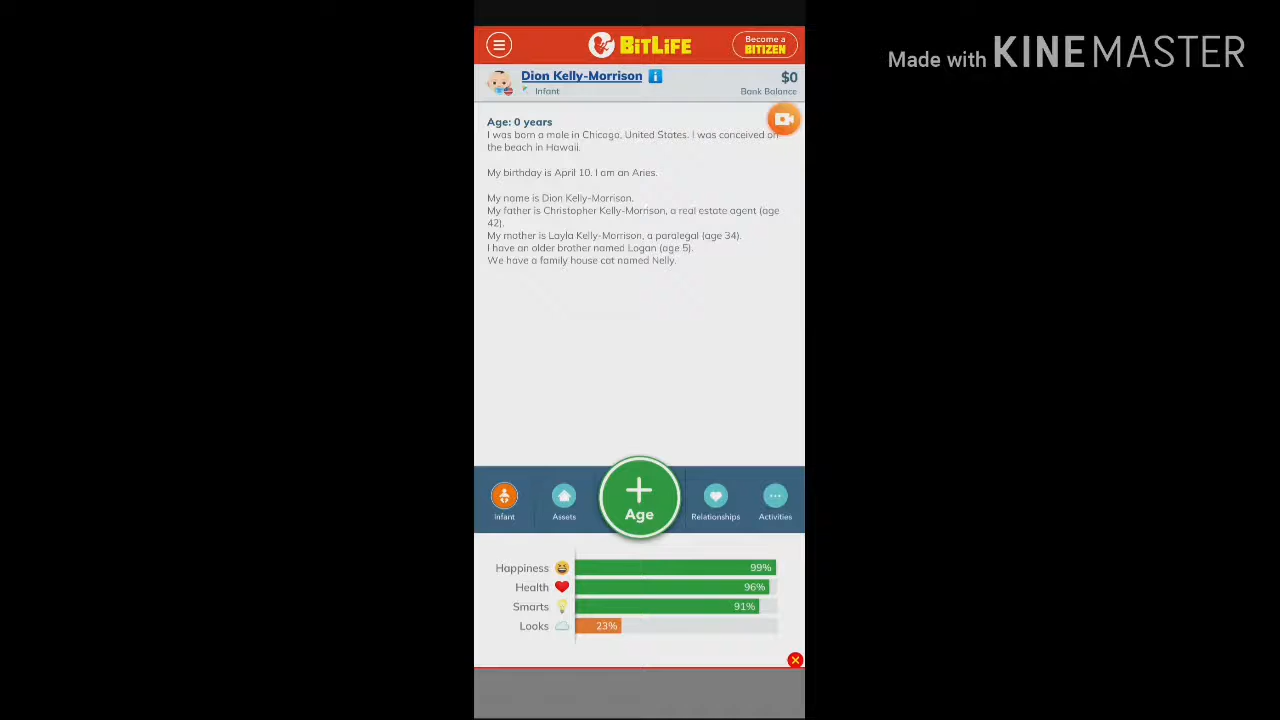 Made with KINEMASTER
BITLIFE
Become a
BITIZEN
Dion Kelly-Morrison
$0
Infant
Bank Balance
Age: 0 years
I was born a male in Chicago, United States. I was conceived on
the beach in Hawaii.
My birthday is April 10. I am an Aries.
My name is Dion Kelly-Morrison.
My father is Christopher Kelly-Morrison, a real estate agent (age
42).
My mother is Layla Kelly-Morrison, a paralegal (age 34).
I have an older brother named Logan (age 5).
We have a family house cat named Nelly.
Infant
Assets
Age
Relationships
Activities
Happiness 99%
Health 96%
Smarts 91%
Looks 23%